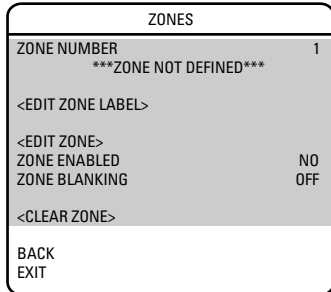 ZONES
ZONE NUMBER 1
***ZONE NOT DEFINED***
<EDIT ZONE LABEL>
<EDIT ZONE>
ZONE ENABLED NO
ZONE BLANKING OFF
<CLEAR ZONE>
BACK
EXIT